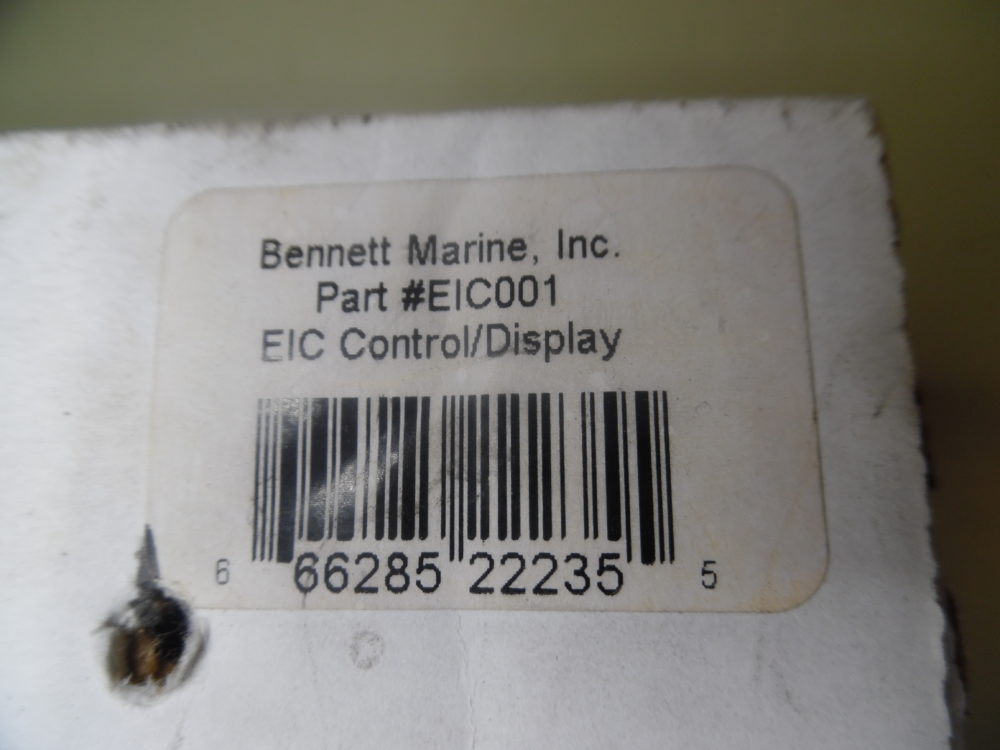 Bennett Marine, Inc.
Part #EIC001
EIC Control/Display
6 66285 22235 5